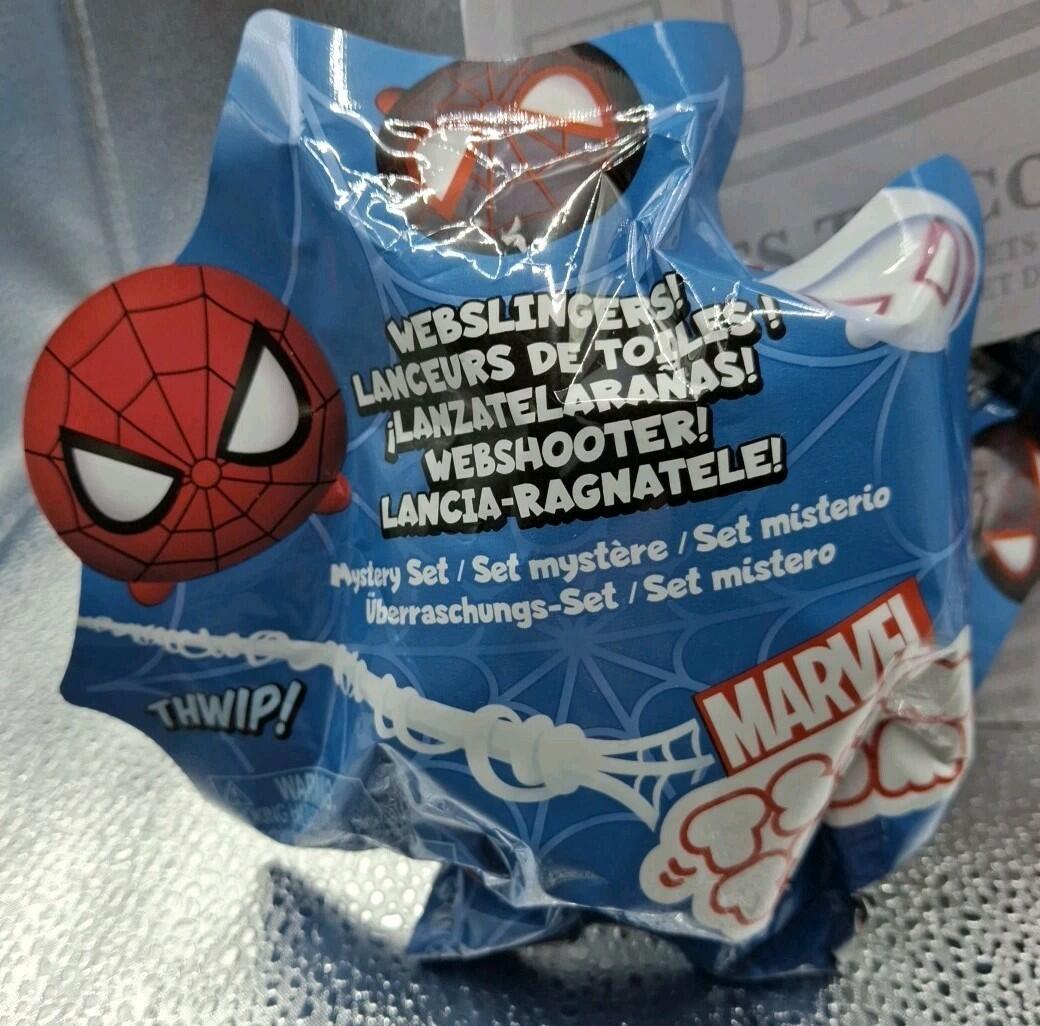 WEBSLINGERS!
LANCEURS DE TOILES !
¡LANZATELARAÑAS!
WEBSHOOTER!
LANCIA-RAGNATELE!
Mystery Set / Set mystère / Set misterio
Überraschungs-Set / Set mistero
MARVEL
THWIP!